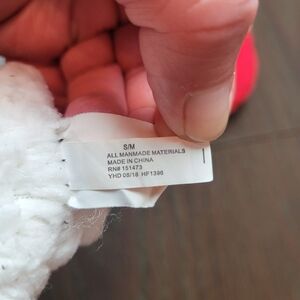 S/M
ALL MANMADE MATERIALS
MADE IN CHINA
RN# 151473
YHD 08/18 HF1396